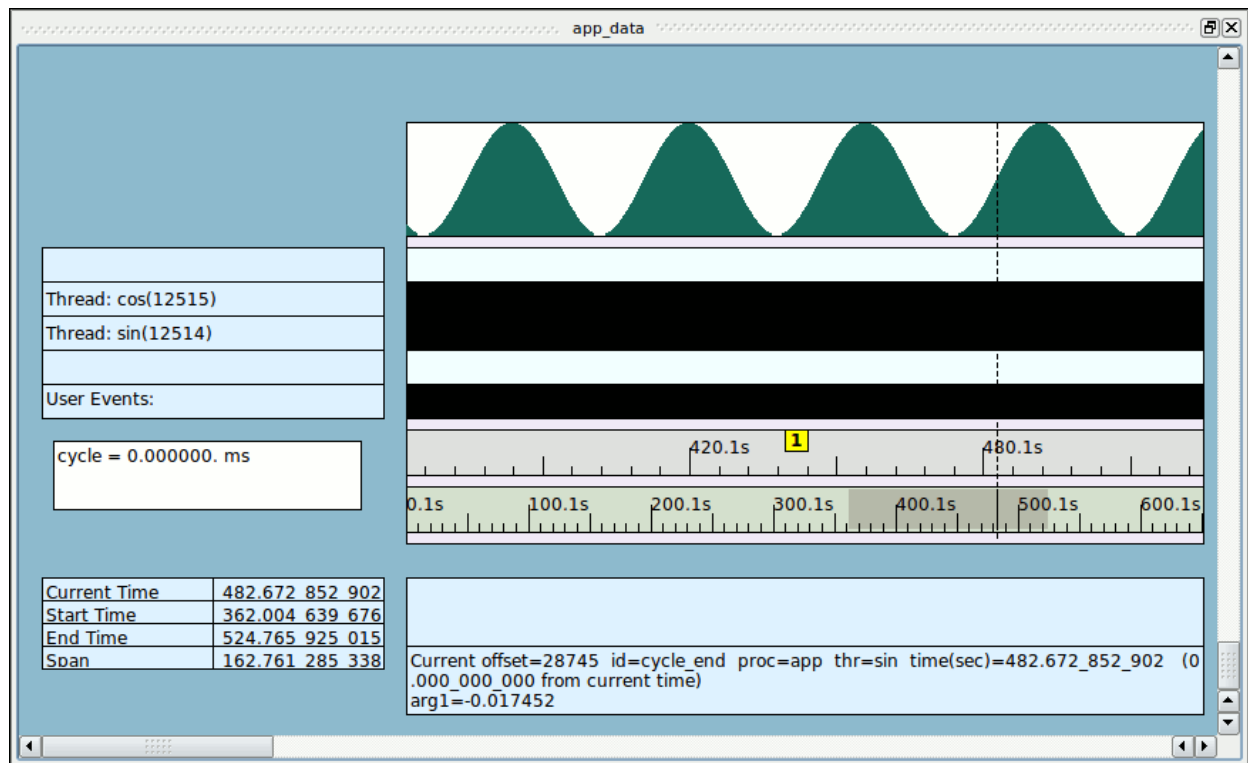 app_data
Thread: cos(12515)
Thread: sin(12514)
User Events:
cycle = 0.000000. ms
1
420.1s 480.1s
0.1s 100.1s 200.1s 300.1s 400.1s 500.1s 600.1s
Current Time 482.672 852 902
Start Time 362.004 639 676
End Time 524.765 925 015
Span 162.761 285 338
Current offset=28745 id=cycle_end proc=app thr=sin time(sec)=482.672_852_902 (0
.000_000_000 from current time)
arg1=-0.017452